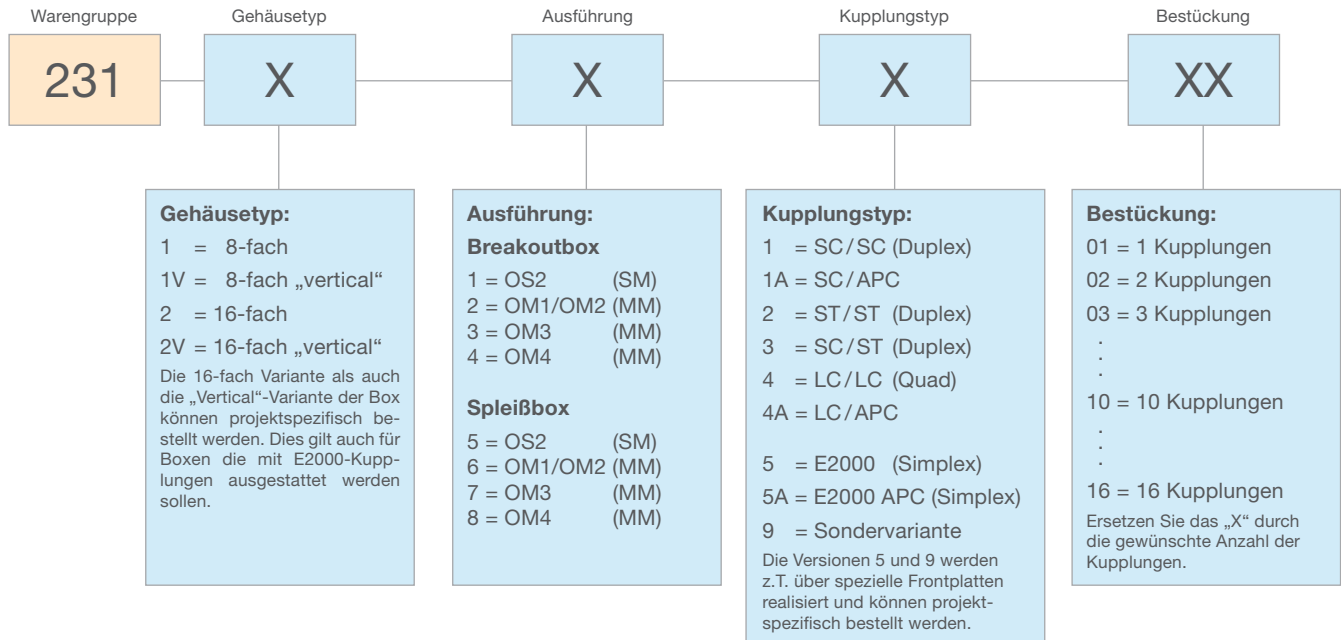 Warengruppe
Gehäusetyp
Ausführung
Kupplungstyp
Bestückung
231
X
X
X
XX
Gehäusetyp:
1 = 8-fach
1V = 8-fach „vertical“
2 = 16-fach
2V = 16-fach „vertical“
Die 16-fach Variante als auch
die „Vertical“-Variante der Box
können projektspezifisch be-
stellt werden. Dies gilt auch für
Boxen die mit E2000-Kupp-
lungen ausgestattet werden
sollen.
Ausführung:
Breakoutbox
1 = OS2 (SM)
2 = OM1/OM2 (MM)
3 = OM3 (MM)
4 = OM4 (MM)
Spleißbox
5 = OS2 (SM)
6 = OM1/OM2 (MM)
7 = OM3 (MM)
8 = OM4 (MM)
Kupplungstyp:
1 = SC/SC (Duplex)
1A = SC/APC
2 = ST/ST (Duplex)
3 = SC/ST (Duplex)
4 = LC/LC (Quad)
4A = LC/APC
5 = E2000 (Simplex)
5A = E2000 APC (Simplex)
9 = Sondervariante
Die Versionen 5 und 9 werden
z.T. über spezielle Frontplatten
realisiert und können projekt-
spezifisch bestellt werden.
Bestückung:
01 = 1 Kupplungen
02 = 2 Kupplungen
03 = 3 Kupplungen
.
.
.
10 = 10 Kupplungen
.
.
.
16 = 16 Kupplungen
Ersetzen Sie das „X“ durch
die gewünschte Anzahl der
Kupplungen.